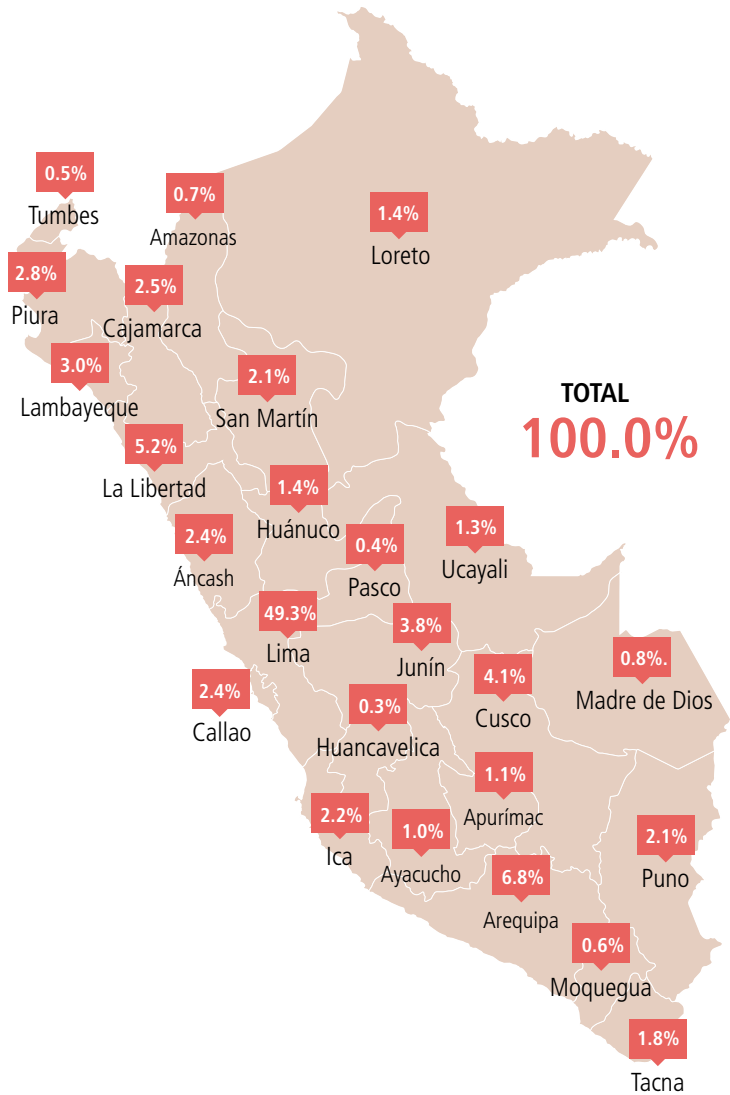 0.5%
Tumbes
0.7%
Amazonas
1.4%
Loreto
2.8%
Piura
2.5%
Cajamarca
3.0%
Lambayeque
2.1%
San Martín
TOTAL
100.0%
5.2%
La Libertad
1.4%
Huánuco
2.4%
Áncash
0.4%
Pasco
1.3%
Ucayali
49.3%
Lima
3.8%
Junín
0.8%.
Madre de Dios
4.1%
Cusco
2.4%
Callao
0.3%
Huancavelica
1.1%
Apurímac
2.2%
Ica
1.0%
Ayacucho
2.1%
Puno
6.8%
Arequipa
0.6%
Moquegua
1.8%
Tacna